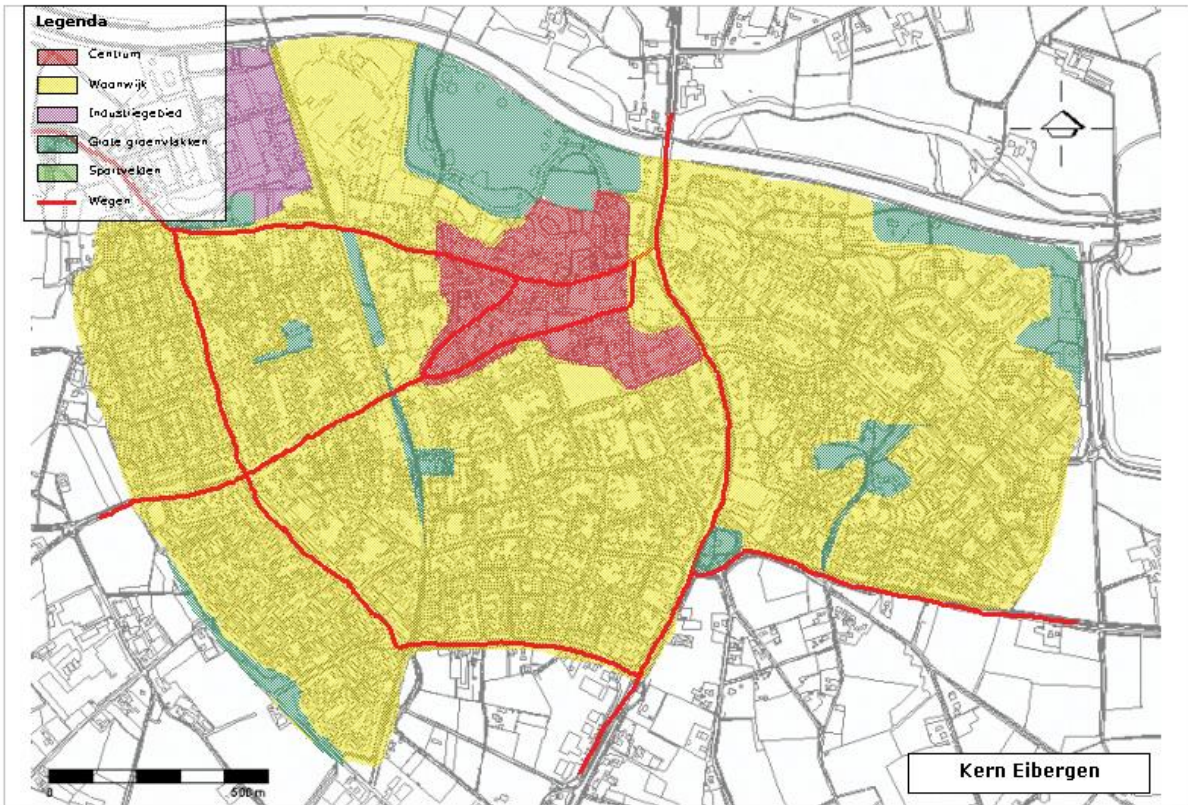 Legenda
Centrum
Woonwijk
Industriegebied
Grote groenvlakken
Sportvelden
Wegen
0 500 m
Kern Eibergen